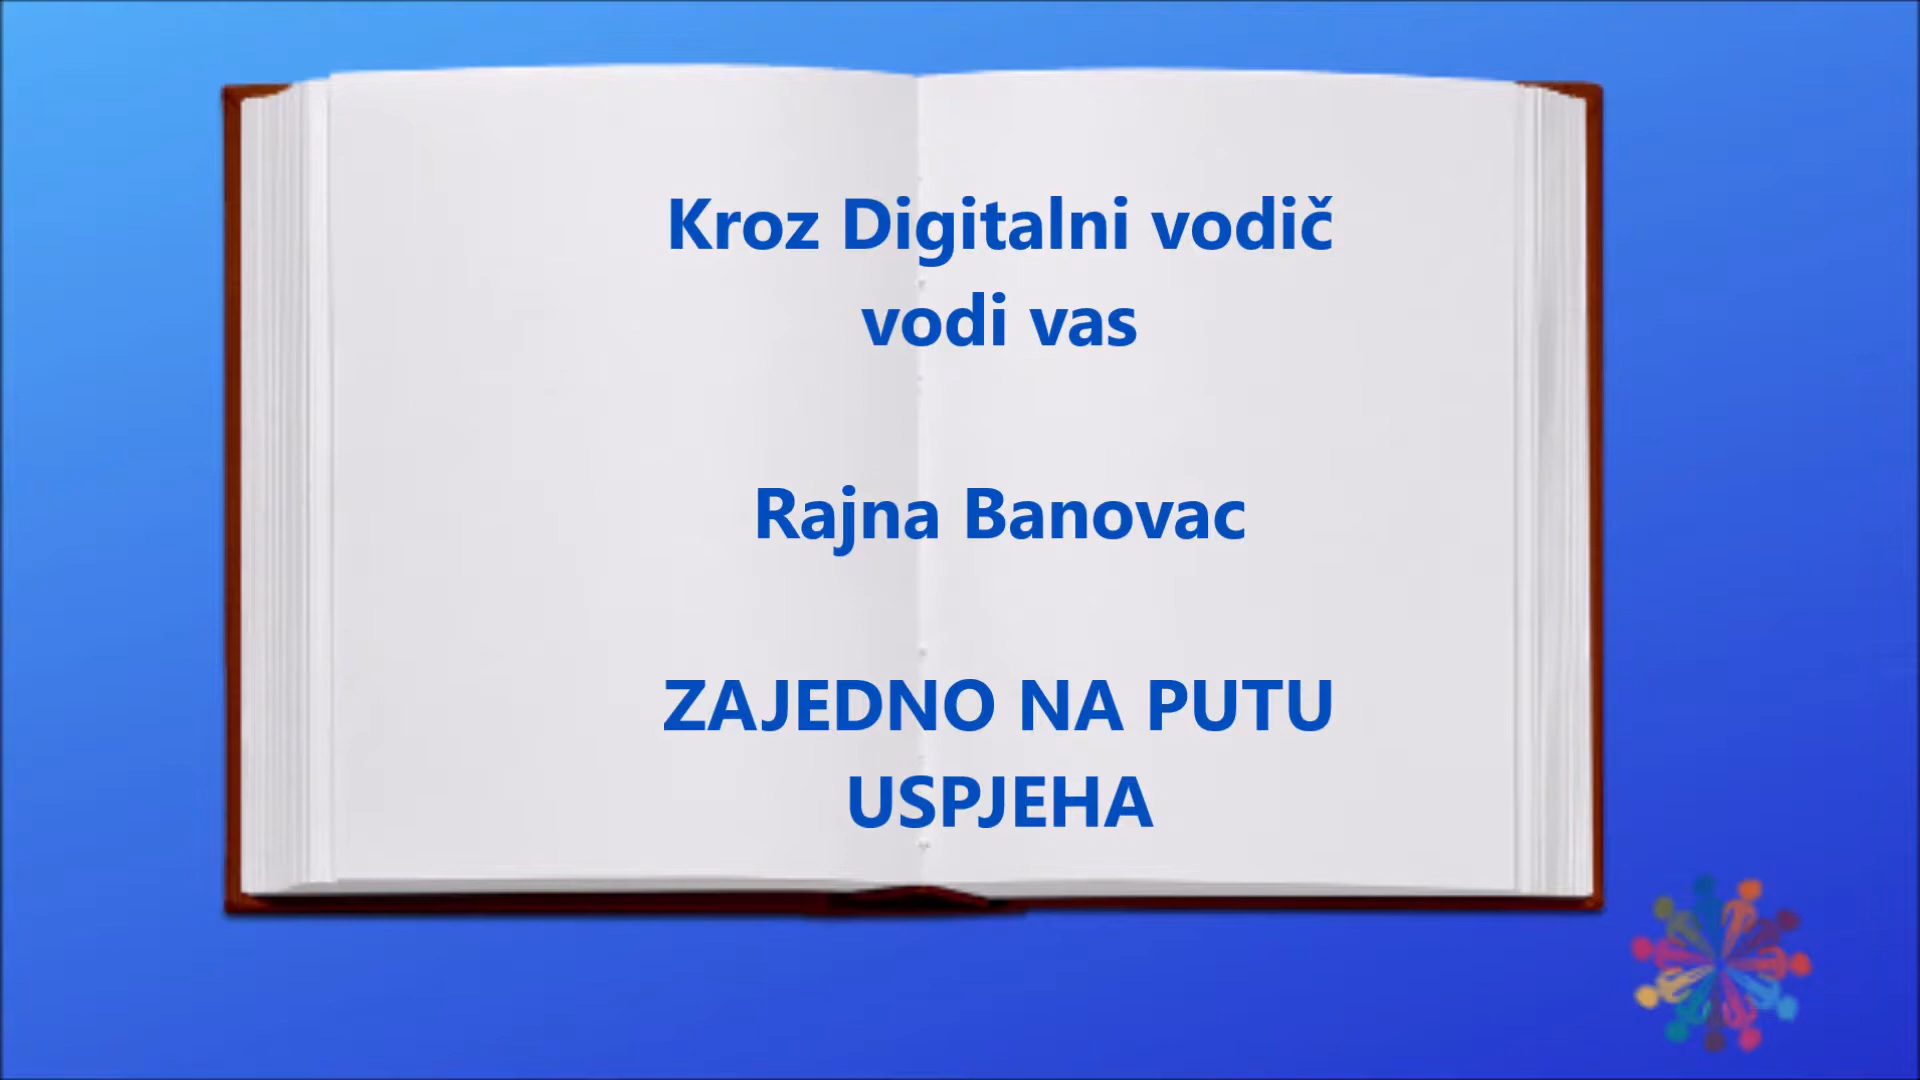 Kroz Digitalni vodič
vodi vas
Rajna Banovac
ZAJEDNO NA PUTU
USPJEHA